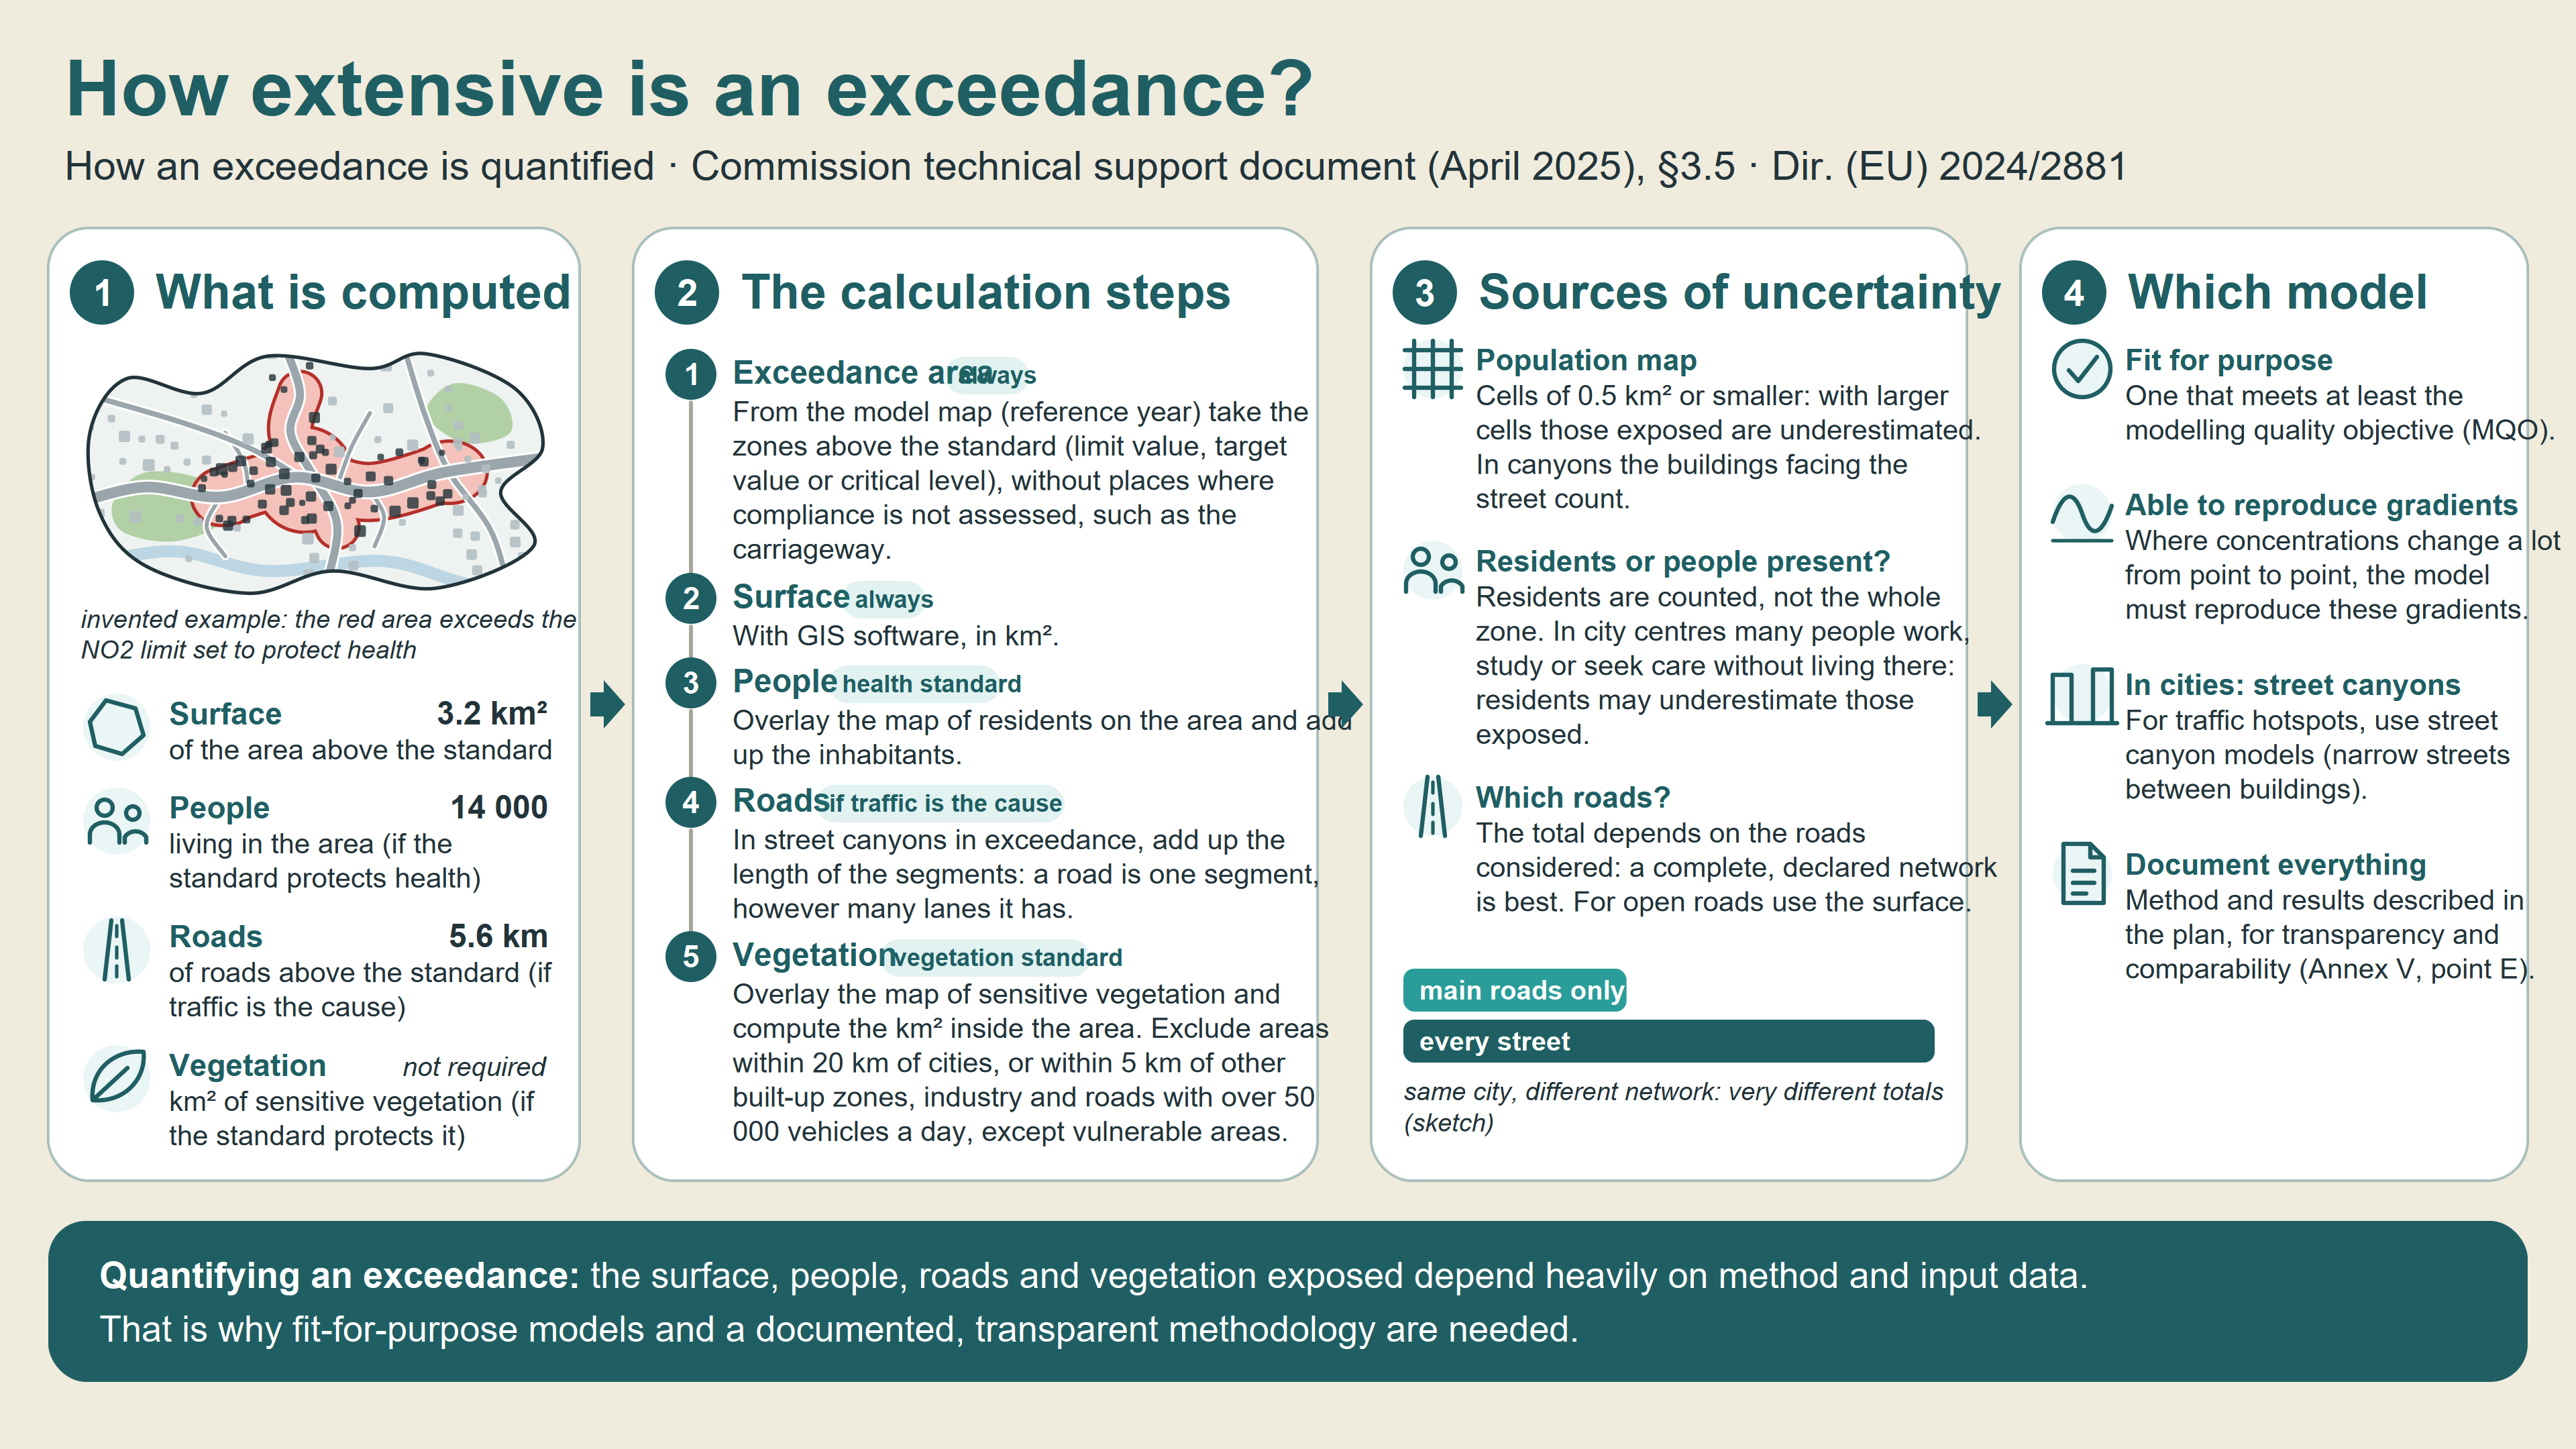 How extensive is an exceedance?
How an exceedance is quantified · Commission technical support document (April 2025), §3.5 · Dir. (EU) 2024/2881
1 What is computed
invented example: the red area exceeds the
NO2 limit set to protect health
Surface 3.2 km²
of the area above the standard
People 14 000
living in the area (if the
standard protects health)
Roads 5.6 km
of roads above the standard (if
traffic is the cause)
Vegetation not required
km² of sensitive vegetation (if
the standard protects it)
2 The calculation steps
1 Exceedance area always
From the model map (reference year) take the
zones above the standard (limit value, target
value or critical level), without places where
compliance is not assessed, such as the
carriageway.
2 Surface always
With GIS software, in km².
3 People health standard
Overlay the map of residents on the area and add
up the inhabitants.
4 Roads if traffic is the cause
In street canyons in exceedance, add up the
length of the segments: a road is one segment,
however many lanes it has.
5 Vegetation vegetation standard
Overlay the map of sensitive vegetation and
compute the km² inside the area. Exclude areas
within 20 km of cities, or within 5 km of other
built-up zones, industry and roads with over 50
000 vehicles a day, except vulnerable areas.
3 Sources of uncertainty
Population map
Cells of 0.5 km² or smaller: with larger
cells those exposed are underestimated.
In canyons the buildings facing the
street count.
Residents or people present?
Residents are counted, not the whole
zone. In city centres many people work,
study or seek care without living there:
residents may underestimate those
exposed.
Which roads?
The total depends on the roads
considered: a complete, declared network
is best. For open roads use the surface.
main roads only
every street
same city, different network: very different totals
(sketch)
4 Which model
Fit for purpose
One that meets at least the
modelling quality objective (MQO).
Able to reproduce gradients
Where concentrations change a lot
from point to point, the model
must reproduce these gradients.
In cities: street canyons
For traffic hotspots, use street
canyon models (narrow streets
between buildings).
Document everything
Method and results described in
the plan, for transparency and
comparability (Annex V, point E).
Quantifying an exceedance: the surface, people, roads and vegetation exposed depend heavily on method and input data.
That is why fit-for-purpose models and a documented, transparent methodology are needed.